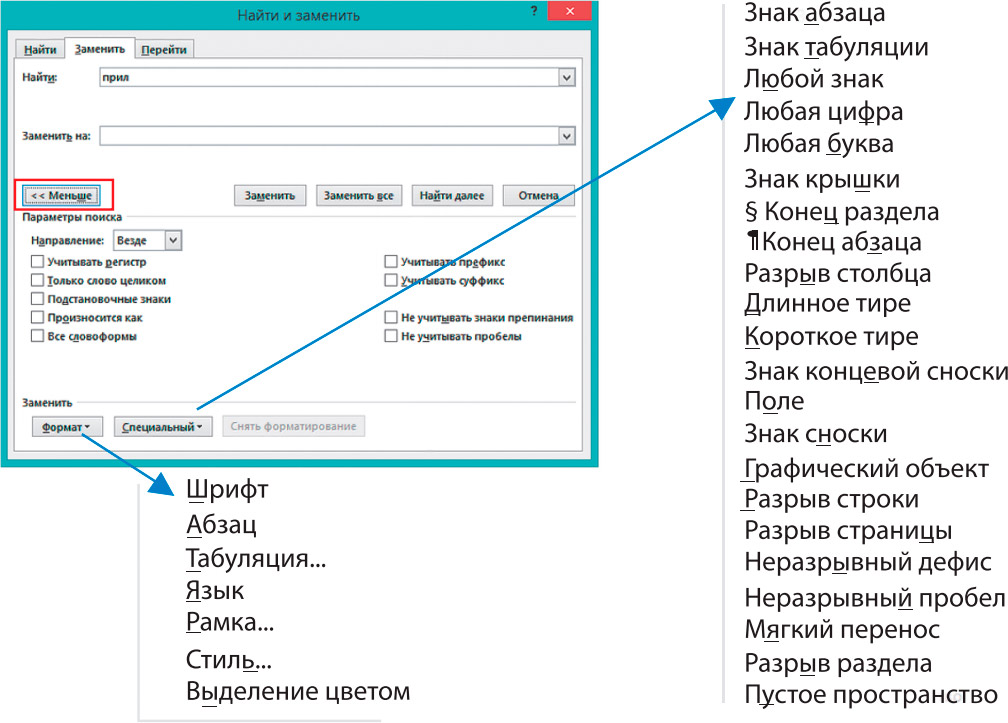 Найти и заменить
? ×
Найти Заменить Перейти
Найти: прил
Заменить на:
<< Меньше Заменить Заменить все Найти далее Отмена
Параметры поиска
Направление: Везде
Учитывать регистр
Только слово целиком
Подстановочные знаки
Произносится как
Все словоформы
Учитывать префикс
Учитывать суффикс
Не учитывать знаки препинания
Не учитывать пробелы
Заменить
Формат Специальный Снять форматирование
Шрифт
Абзац
Табуляция...
Язык
Рамка...
Стиль...
Выделение цветом
Знак абзаца
Знак табуляции
Любой знак
Любая цифра
Любая буква
Знак крышки
§ Конец раздела
¶Конец абзаца
Разрыв столбца
Длинное тире
Короткое тире
Знак концевой сноски
Поле
Знак сноски
Графический объект
Разрыв строки
Разрыв страницы
Неразрывный дефис
Неразрывный пробел
Мягкий перенос
Разрыв раздела
Пустое пространство